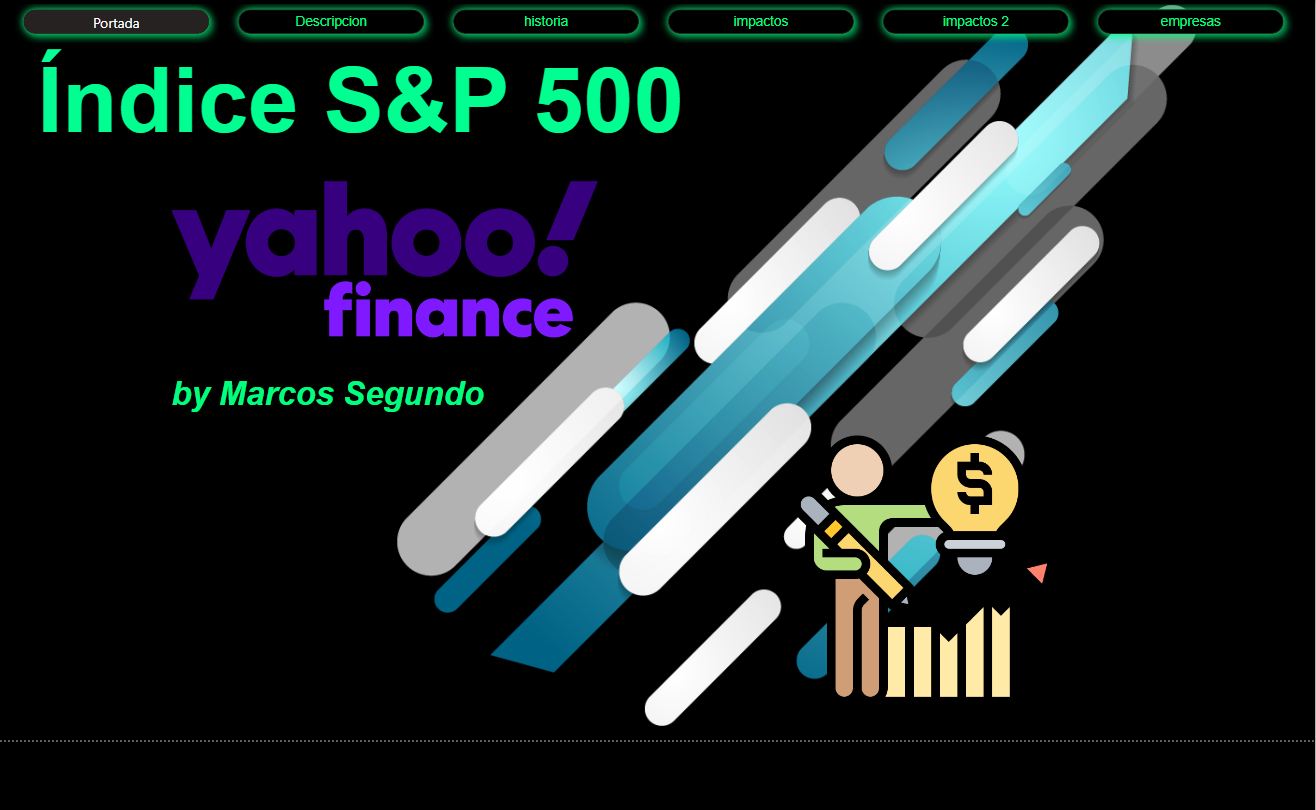 Portada
Descripcion
historia
impactos
impactos 2
empresas
Índice S&P 500
yahoo!
finance
by Marcos Segundo
$